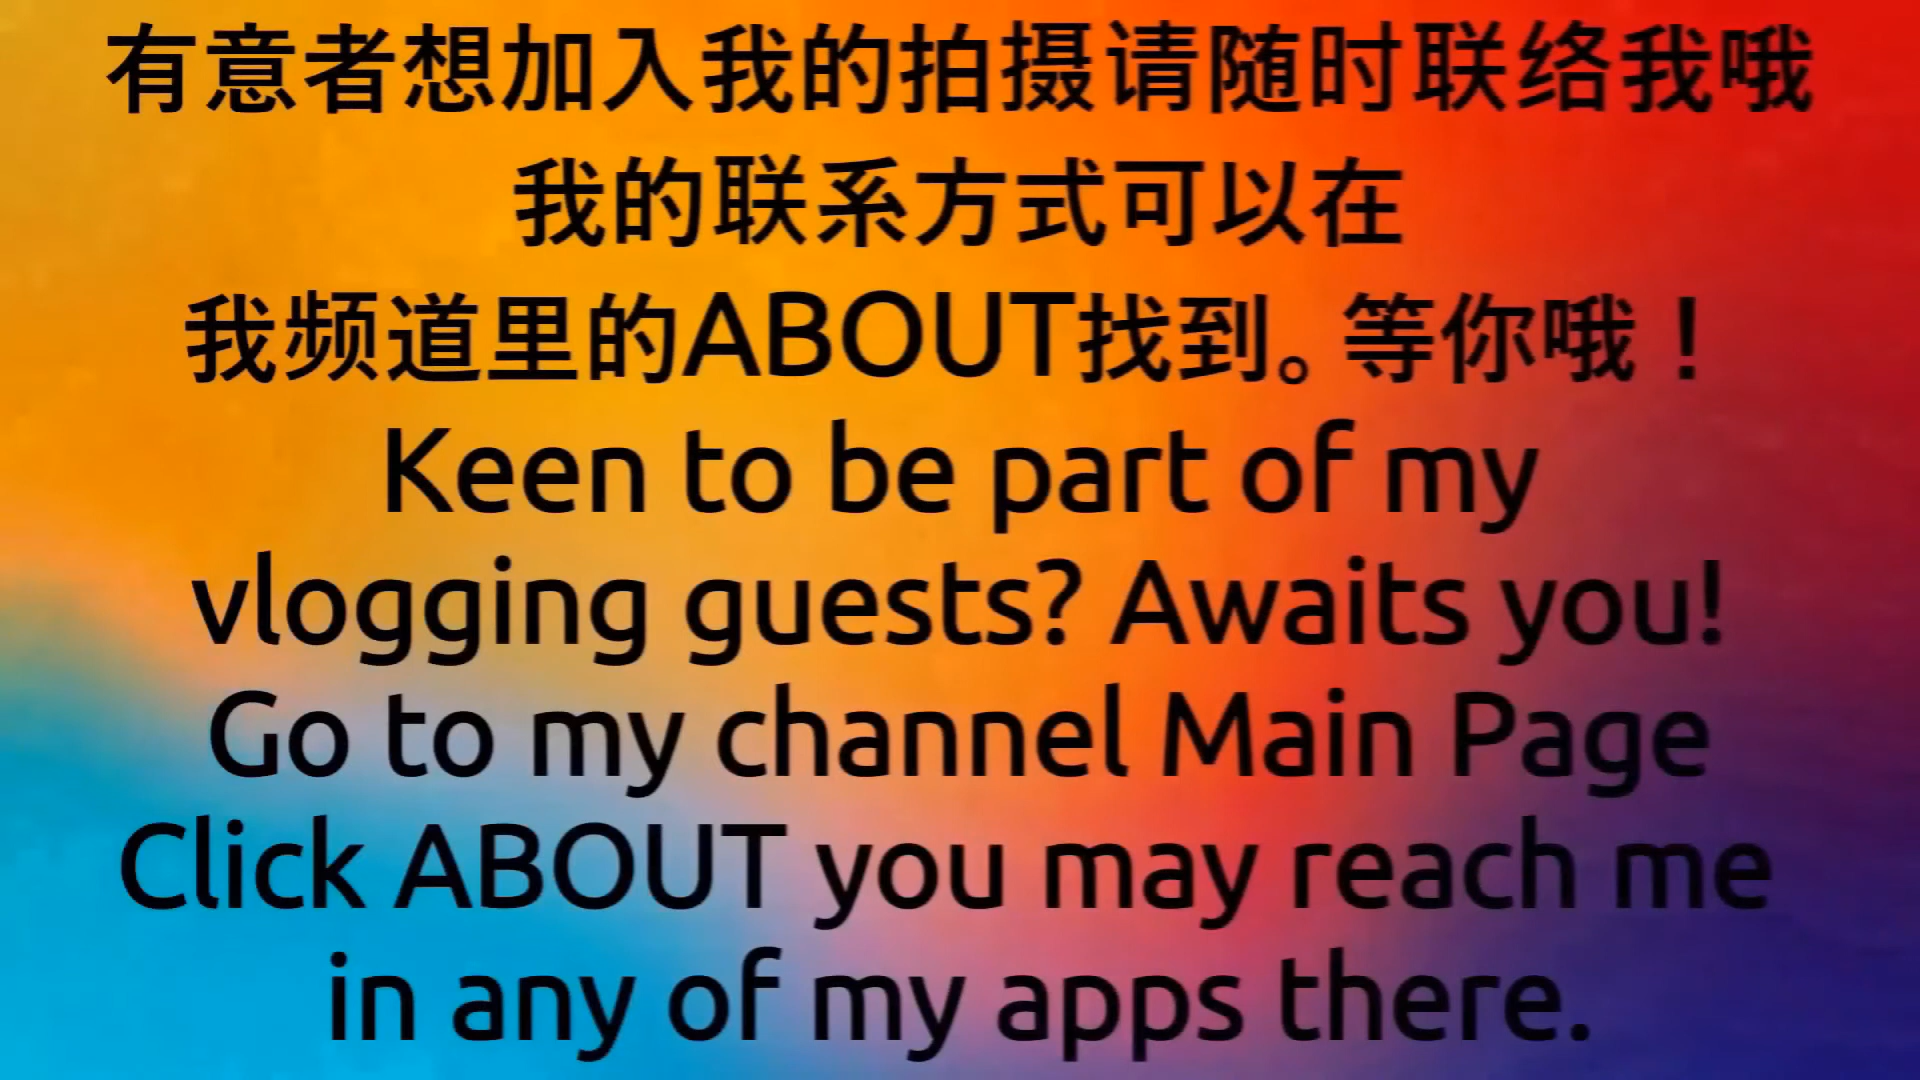 有意者想加入我的拍摄请随时联络我哦
我的联系方式可以在
我频道里的ABOUT找到。等你哦！
Keen to be part of my
vlogging guests? Awaits you!
Go to my channel Main Page
Click ABOUT you may reach me
in any of my apps there.